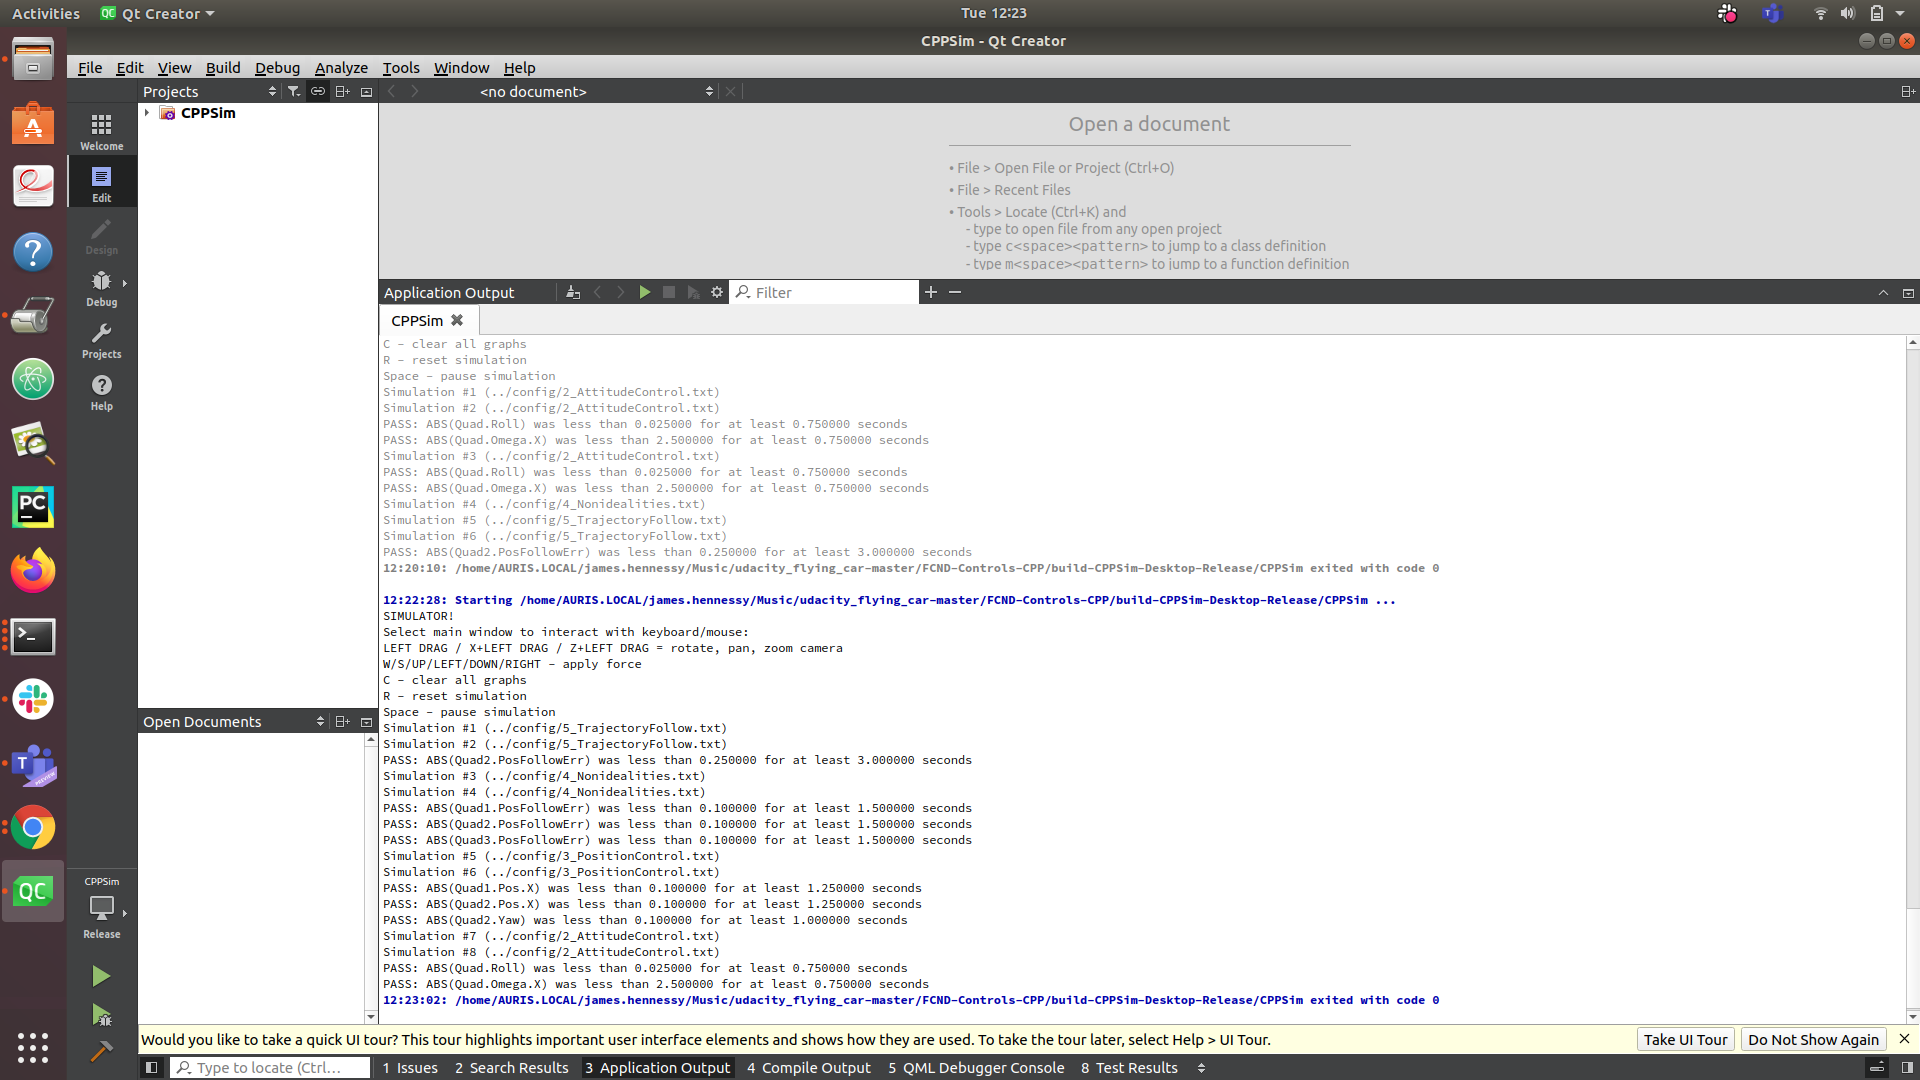 Activities
Qt Creator
Tue 12:23
CPPSim - Qt Creator
File Edit View Build Debug Analyze Tools Window Help
Projects
<no document>
CPPSim
Welcome
Edit
Design
Debug
Projects
Help
Open a document
• File > Open File or Project (Ctrl+O)
• File > Recent Files
• Tools > Locate (Ctrl+K) and
- type to open file from any open project
- type c<space><pattern> to jump to a class definition
- type m<space><pattern> to jump to a function definition
Application Output
Filter
CPPSim
C - clear all graphs
R - reset simulation
Space - pause simulation
Simulation #1 (../config/2_AttitudeControl.txt)
Simulation #2 (../config/2_AttitudeControl.txt)
PASS: ABS(Quad.Roll) was less than 0.025000 for at least 0.750000 seconds
PASS: ABS(Quad.Omega.X) was less than 2.500000 for at least 0.750000 seconds
Simulation #3 (../config/2_AttitudeControl.txt)
PASS: ABS(Quad.Roll) was less than 0.025000 for at least 0.750000 seconds
PASS: ABS(Quad.Omega.X) was less than 2.500000 for at least 0.750000 seconds
Simulation #4 (../config/4_Nonidealities.txt)
Simulation #5 (../config/5_TrajectoryFollow.txt)
Simulation #6 (../config/5_TrajectoryFollow.txt)
PASS: ABS(Quad2.PosFollowErr) was less than 0.250000 for at least 3.000000 seconds
12:20:10: /home/AURIS.LOCAL/james.hennessy/Music/udacity_flying_car-master/FCND-Controls-CPP/build-CPPSim-Desktop-Release/CPPSim exited with code 0
12:22:28: Starting /home/AURIS.LOCAL/james.hennessy/Music/udacity_flying_car-master/FCND-Controls-CPP/build-CPPSim-Desktop-Release/CPPSim ...
SIMULATOR!
Select main window to interact with keyboard/mouse:
LEFT DRAG / X+LEFT DRAG / Z+LEFT DRAG = rotate, pan, zoom camera
W/S/UP/LEFT/DOWN/RIGHT - apply force
C - clear all graphs
R - reset simulation
Space - pause simulation
Simulation #1 (../config/5_TrajectoryFollow.txt)
Simulation #2 (../config/5_TrajectoryFollow.txt)
PASS: ABS(Quad2.PosFollowErr) was less than 0.250000 for at least 3.000000 seconds
Simulation #3 (../config/4_Nonidealities.txt)
Simulation #4 (../config/4_Nonidealities.txt)
PASS: ABS(Quad1.PosFollowErr) was less than 0.100000 for at least 1.500000 seconds
PASS: ABS(Quad2.PosFollowErr) was less than 0.100000 for at least 1.500000 seconds
PASS: ABS(Quad3.PosFollowErr) was less than 0.100000 for at least 1.500000 seconds
Simulation #5 (../config/3_PositionControl.txt)
Simulation #6 (../config/3_PositionControl.txt)
PASS: ABS(Quad1.Pos.X) was less than 0.100000 for at least 1.250000 seconds
PASS: ABS(Quad2.Pos.X) was less than 0.100000 for at least 1.250000 seconds
PASS: ABS(Quad2.Yaw) was less than 0.100000 for at least 1.000000 seconds
Simulation #7 (../config/2_AttitudeControl.txt)
Simulation #8 (../config/2_AttitudeControl.txt)
PASS: ABS(Quad.Roll) was less than 0.025000 for at least 0.750000 seconds
PASS: ABS(Quad.Omega.X) was less than 2.500000 for at least 0.750000 seconds
12:23:02: /home/AURIS.LOCAL/james.hennessy/Music/udacity_flying_car-master/FCND-Controls-CPP/build-CPPSim-Desktop-Release/CPPSim exited with code 0
Open Documents
CPPSim
Release
PC
T
PREVIEW
QC
Would you like to take a quick UI tour? This tour highlights important user interface elements and shows how they are used. To take the tour later, select Help > UI Tour.
Take UI Tour
Do Not Show Again
Type to locate (Ctrl...
1 Issues
2 Search Results
3 Application Output
4 Compile Output
5 QML Debugger Console
8 Test Results